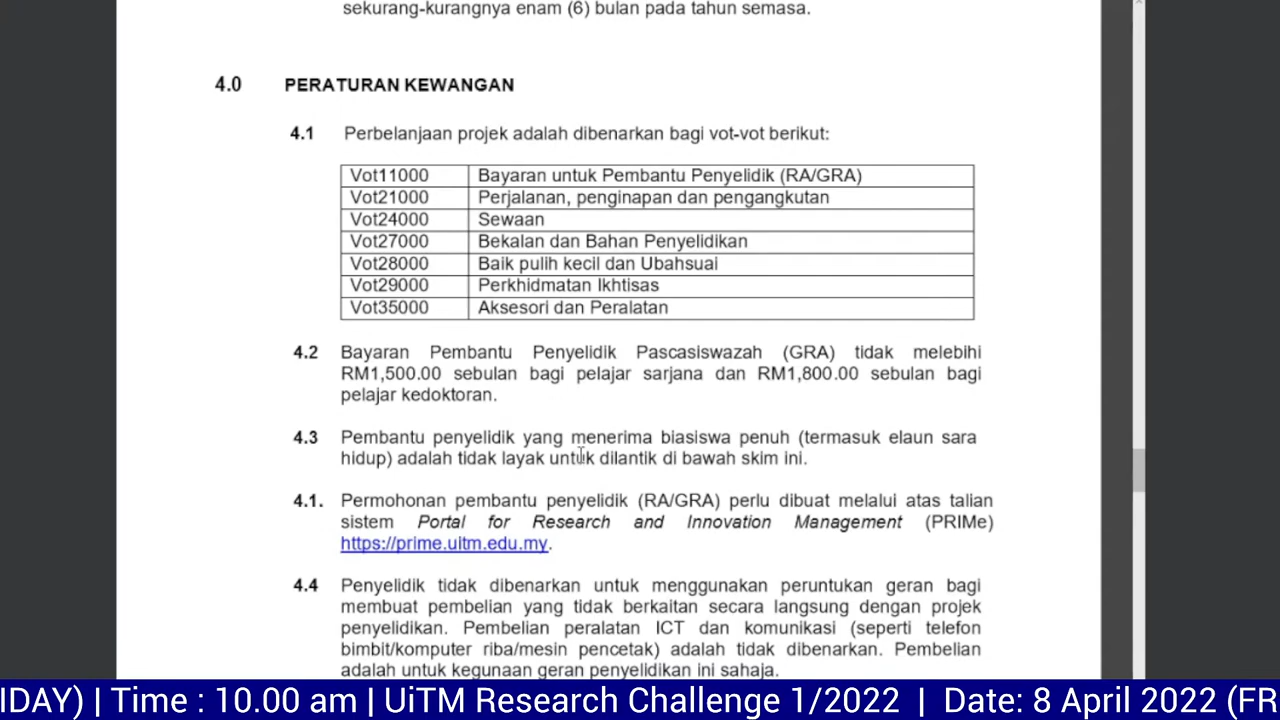 sekurang-kurangnya enam (6) bulan pada tahun semasa.
4.0 PERATURAN KEWANGAN
4.1 Perbelanjaan projek adalah dibenarkan bagi vot-vot berikut:
Vot11000 Bayaran untuk Pembantu Penyelidik (RA/GRA)
Vot21000 Perjalanan, penginapan dan pengangkutan
Vot24000 Sewaan
Vot27000 Bekalan dan Bahan Penyelidikan
Vot28000 Baik pulih kecil dan Ubahsuai
Vot29000 Perkhidmatan Ikhtisas
Vot35000 Aksesori dan Peralatan
4.2 Bayaran Pembantu Penyelidik Pascasiswazah (GRA) tidak melebihi
RM1,500.00 sebulan bagi pelajar sarjana dan RM1,800.00 sebulan bagi
pelajar kedoktoran.
4.3 Pembantu penyelidik yang menerima biasiswa penuh (termasuk elaun sara
hidup) adalah tidak layak untuk dilantik di bawah skim ini.
4.1. Permohonan pembantu penyelidik (RA/GRA) perlu dibuat melalui atas talian
sistem Portal for Research and Innovation Management (PRIMe)
https://prime.uitm.edu.my.
4.4 Penyelidik tidak dibenarkan untuk menggunakan peruntukan geran bagi
membuat pembelian yang tidak berkaitan secara langsung dengan projek
penyelidikan. Pembelian peralatan ICT dan komunikasi (seperti telefon
bimbit/komputer riba/mesin pencetak) adalah tidak dibenarkan. Pembelian
adalah untuk kegunaan geran penyelidikan ini sahaja.
IDAY) | Time : 10.00 am | UiTM Research Challenge 1/2022 | Date: 8 April 2022 (FR